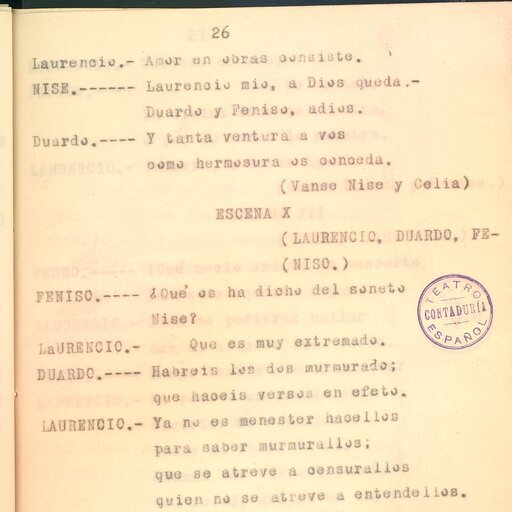 26
Laurencio.- Amor en obras consiste.
NISE.------ Laurencio mio, a Dios queda.-
Duardo y Feniso, adios.
Duardo.---- Y tanta ventura a vos
como hermosura os conceda.
(Vanse Nise y Celia)
ESCENA X
(LAURENCIO, DUARDO, FE-
(NISO.)
FENISO.---- ¿Qué os ha dicho del soneto
Nise?
LaURENCIO.- Que es muy extremado.
DUARDO.---- Habreis los dos murmurado;
que haceis versos en efeto.
LAURENCIO.- Ya no es menester hacellos
para saber murmurallos;
que se atreve a censurallos
quien no se atreve a entendellos.
TEATRO
CONTADURÍA
ESPAÑOL